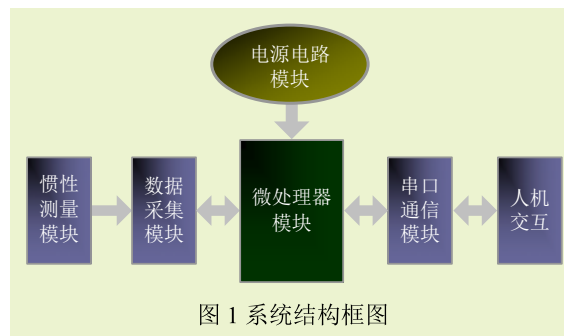 电源电路
模块
惯性
测量
模块
数据
采集
模块
微处理器
模块
串口
通信
模块
人机
交互
图 1 系统结构框图